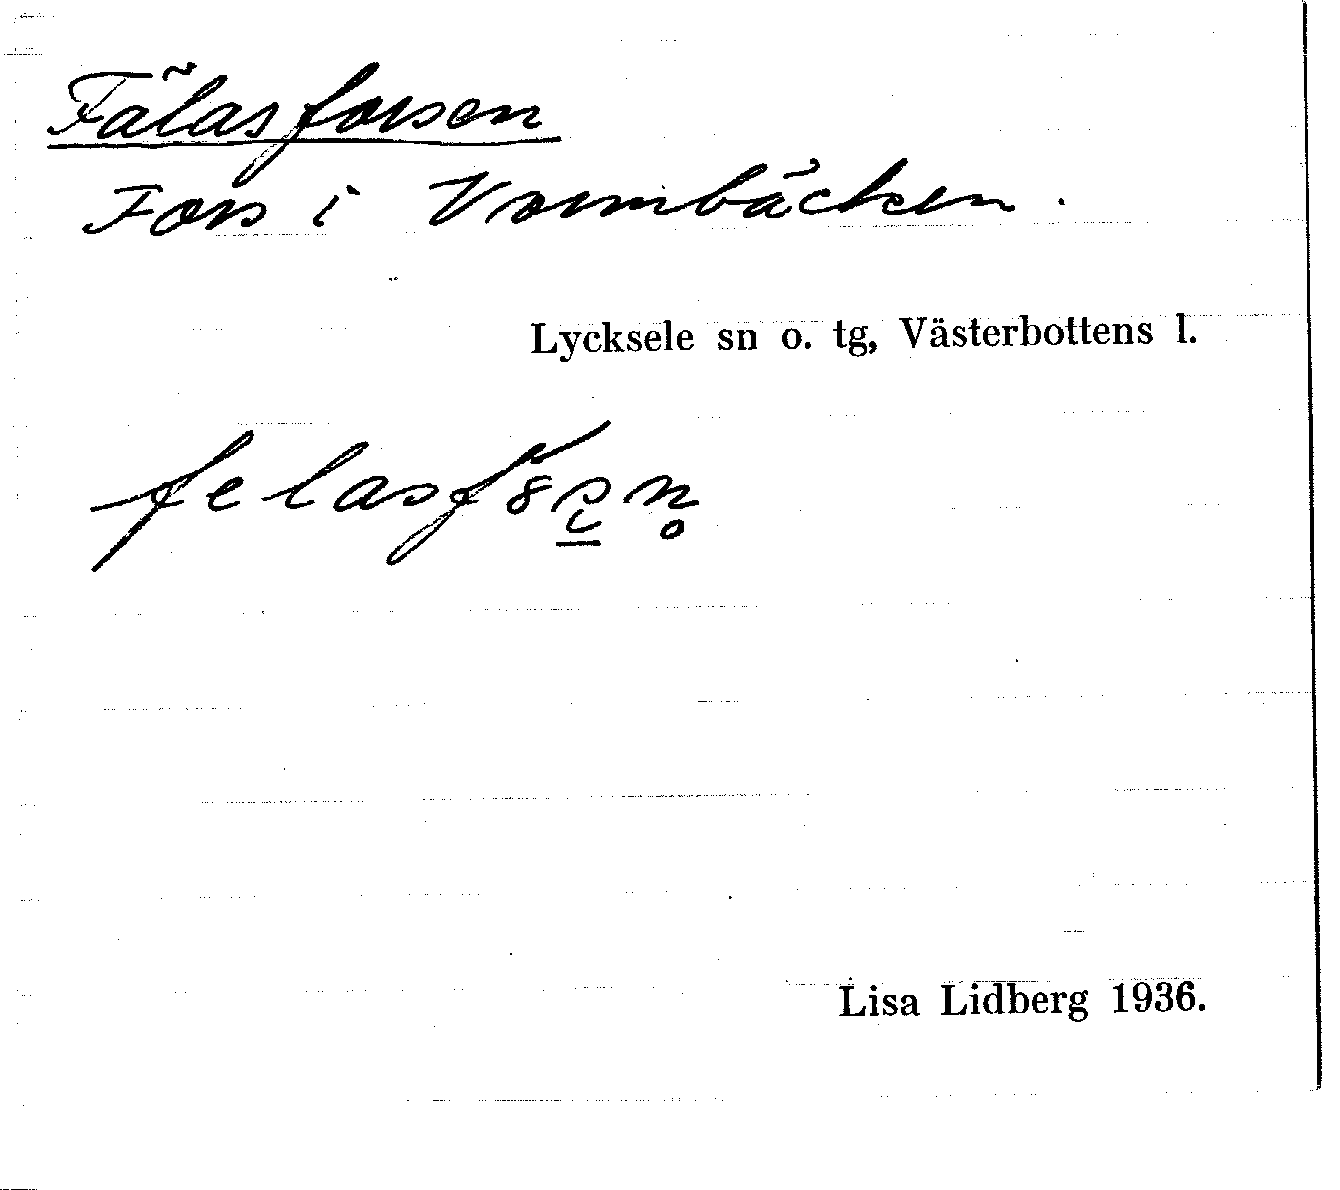 Fälasforsen
Fors i Vormbäcken.
Lycksele sn o. tg, Västerbottens l.
Lisa Lidberg 1936.